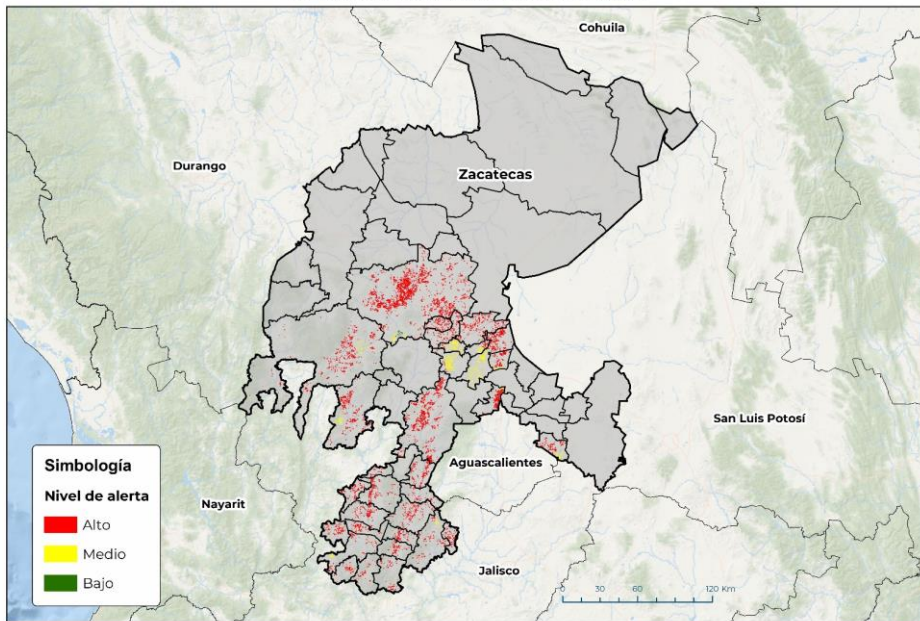 Cohuila
Durango
Zacatecas
San Luis Potosí
Aguascalientes
Nayarit
Jalisco
Simbología
Nivel de alerta
Alto
Medio
Bajo
0 30 60 120 Km